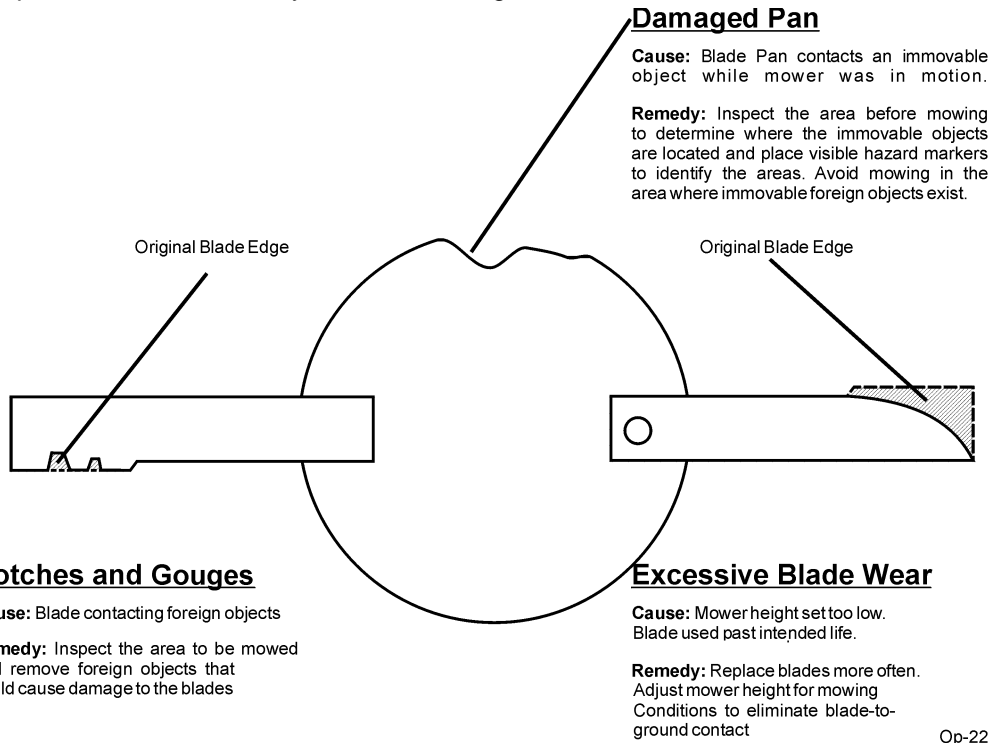 Damaged Pan
Cause: Blade Pan contacts an immovable
object while mower was in motion.
Remedy: Inspect the area before mowing
to determine where the immovable objects
are located and place visible hazard markers
to identify the areas. Avoid mowing in the
area where immovable foreign objects exist.
Original Blade Edge
Original Blade Edge
otches and Gouges
use: Blade contacting foreign objects
medy: Inspect the area to be mowed
remove foreign objects that
ld cause damage to the blades
Excessive Blade Wear
Cause: Mower height set too low.
Blade used past intended life.
Remedy: Replace blades more often.
Adjust mower height for mowing
Conditions to eliminate blade-to-
ground contact
Op-22